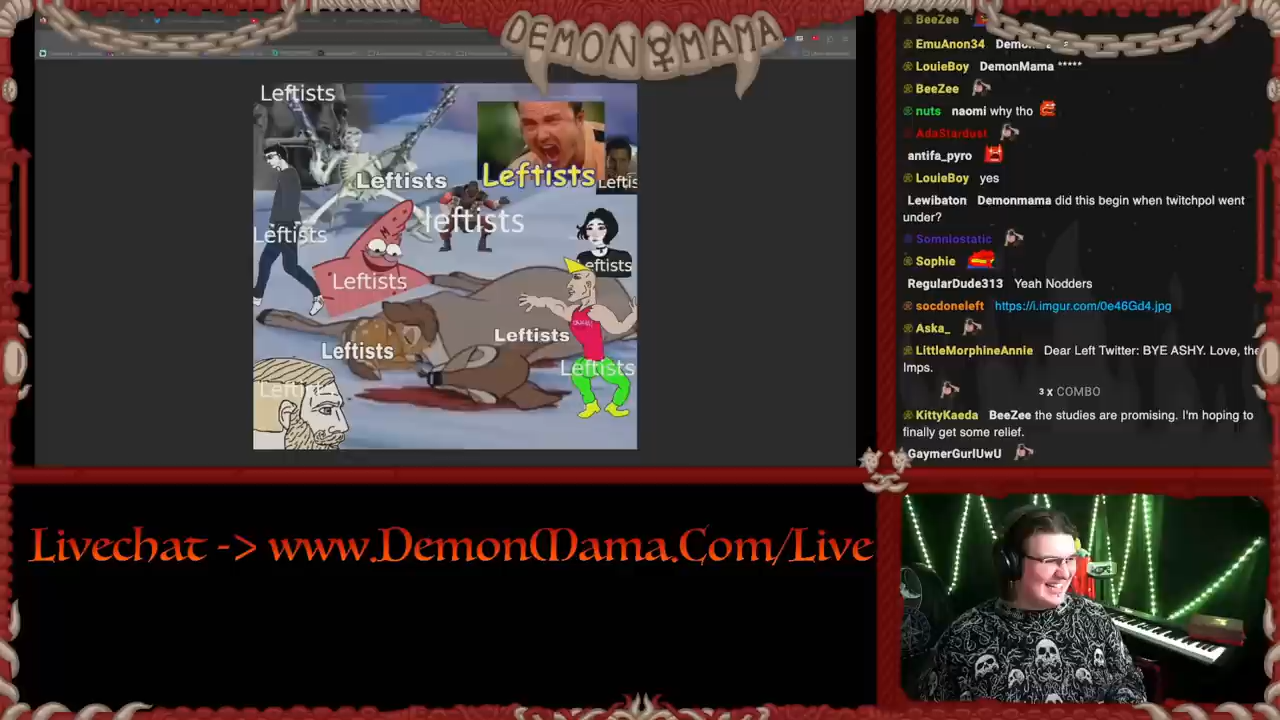 DEMON MAMA
Leftists
Leftists
Leftists
Leftis
leftists
Leftists
eftists
Leftists
Leftists
Leftists
Leftists
Leftist
BeeZee
EmuAnon34
LouieBoy DemonMama *****
BeeZee
nuts naomi why tho
AdaStardust
antifa_pyro
LouieBoy yes
Lewibaton Demonmama did this begin when twitchpol went
under?
Somniostatic
Sophie
RegularDude313 Yeah Nodders
socdoneleft https://i.imgur.com/0e46Gd4.jpg
Aska_
LittleMorphineAnnie Dear Left Twitter: BYE ASHY. Love, the
Imps.
3 x COMBO
KittyKaeda BeeZee the studies are promising. I'm hoping to
finally get some relief.
GaymerGurlUwU
Livechat -> www.DemonMama.Com/Live